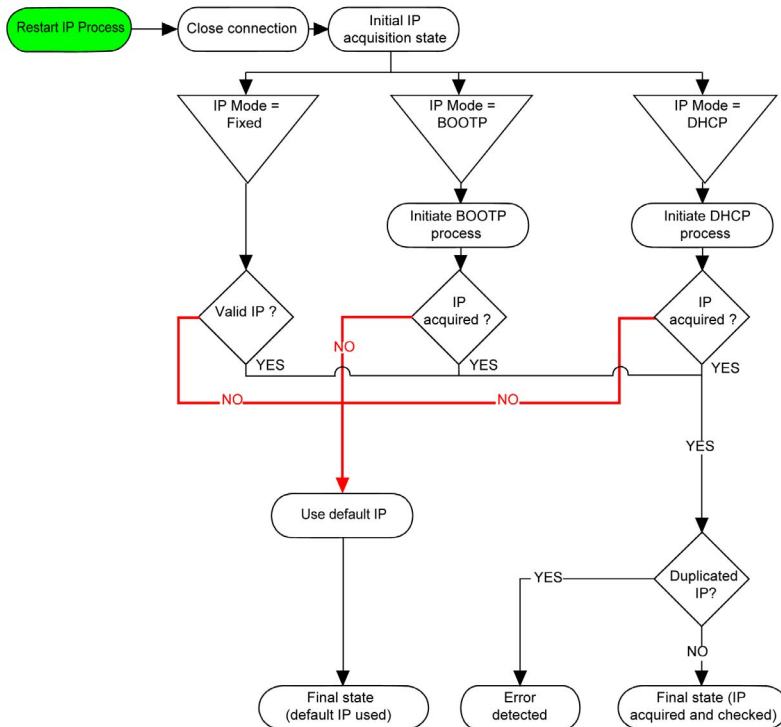 Restart IP Process
Close connection
Initial IP
acquisition state
IP Mode =
Fixed
IP Mode =
BOOTP
IP Mode =
DHCP
Initiate BOOTP
process
Initiate DHCP
process
Valid IP ?
IP
acquired ?
IP
acquired ?
NO
YES
YES
YES
NO
NO
YES
Use default IP
Duplicated
IP?
YES
NO
Final state
(default IP used)
Error
detected
Final state (IP
acquired and checked)